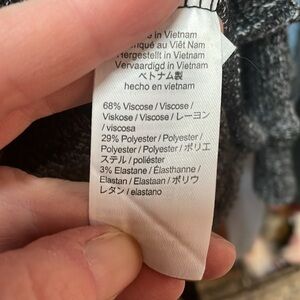 in Vietnam
qué au Viêt Nam
Hergestellt in Vietnam
Vervaardigd in Vietnam
ベトナム製
hecho en vietnam
68% Viscose / Viscose /
Viskose / Viscose / レーヨン
/ viscosa
29% Polyester / Polyester /
Polyester / Polyester / ポリエ
ステル / poliéster
3% Elastane / Élasthanne /
Elastan / Elastaan / ポリウ
レタン / elastano